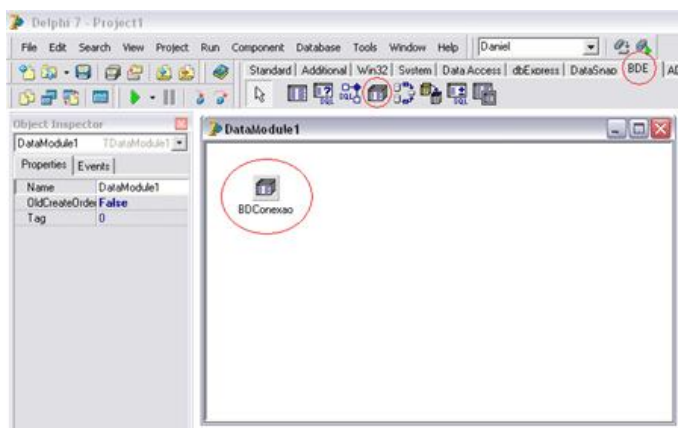 Delphi 7 - Project1
File Edit Search View Project Run Component Database Tools Window Help Daniel
Standard Additional Win32 System Data Access dbExpress DataSnap BDE AD
Object Inspector
DataModule1 TDataModule1
Properties Events
Name DataModule1
OldCreateOrder False
Tag 0
DataModule1
BDConexao